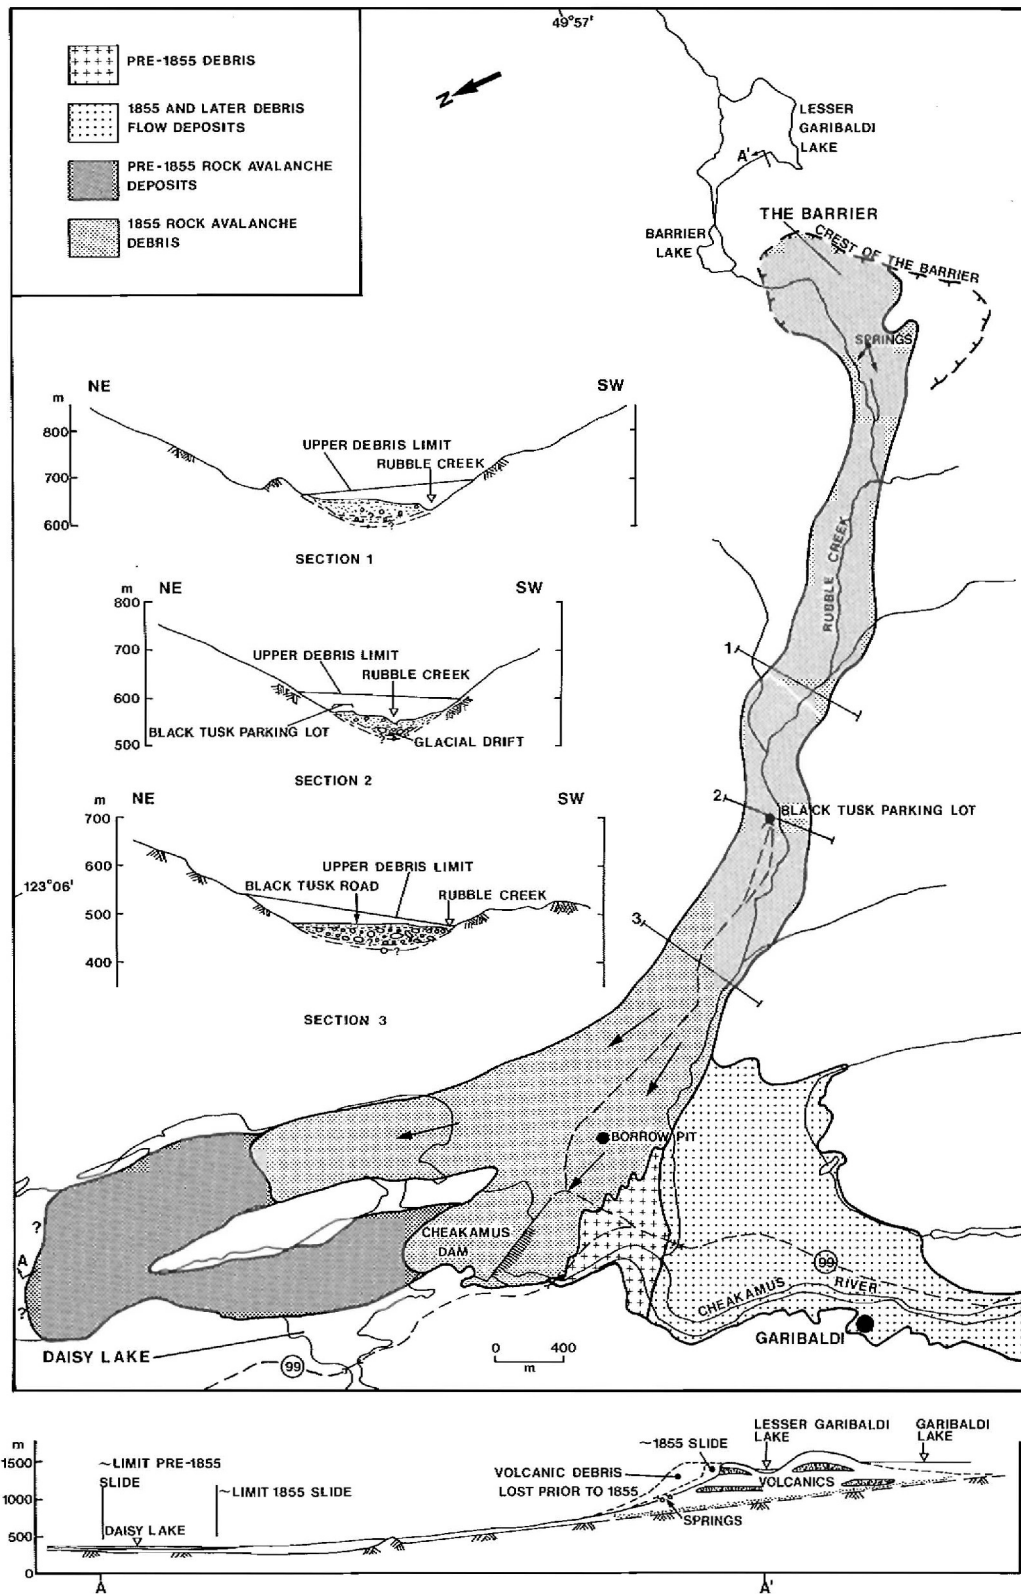 49°57'
PRE-1855 DEBRIS
1855 AND LATER DEBRIS
FLOW DEPOSITS
PRE-1855 ROCK AVALANCHE
DEPOSITS
1855 ROCK AVALANCHE
DEBRIS
N
LESSER
GARIBALDI
LAKE
A'
THE BARRIER
BARRIER
LAKE
CREST OF THE BARRIER
SPRINGS
RUBBLE CREEK
NE
SW
m
800
700
600
UPPER DEBRIS LIMIT
RUBBLE CREEK
?
?
SECTION 1
NE
SW
800
700
600
500
UPPER DEBRIS LIMIT
RUBBLE CREEK
BLACK TUSK PARKING LOT
GLACIAL DRIFT
?
SECTION 2
1
2
BLACK TUSK PARKING LOT
3
m
NE
SW
700
600
500
400
123°06'
UPPER DEBRIS LIMIT
BLACK TUSK ROAD
RUBBLE CREEK
?
?
SECTION 3
BORROW PIT
CHEAKAMUS
DAM
?
A
?
99
CHEAKAMUS RIVER
GARIBALDI
DAISY LAKE
99
0 400
m
m
1500
1000
500
0
~LIMIT PRE-1855
SLIDE
~LIMIT 1855 SLIDE
DAISY LAKE
VOLCANIC DEBRIS
LOST PRIOR TO 1855
~1855 SLIDE
LESSER GARIBALDI
LAKE
GARIBALDI
LAKE
VOLCANICS
SPRINGS
A
A'